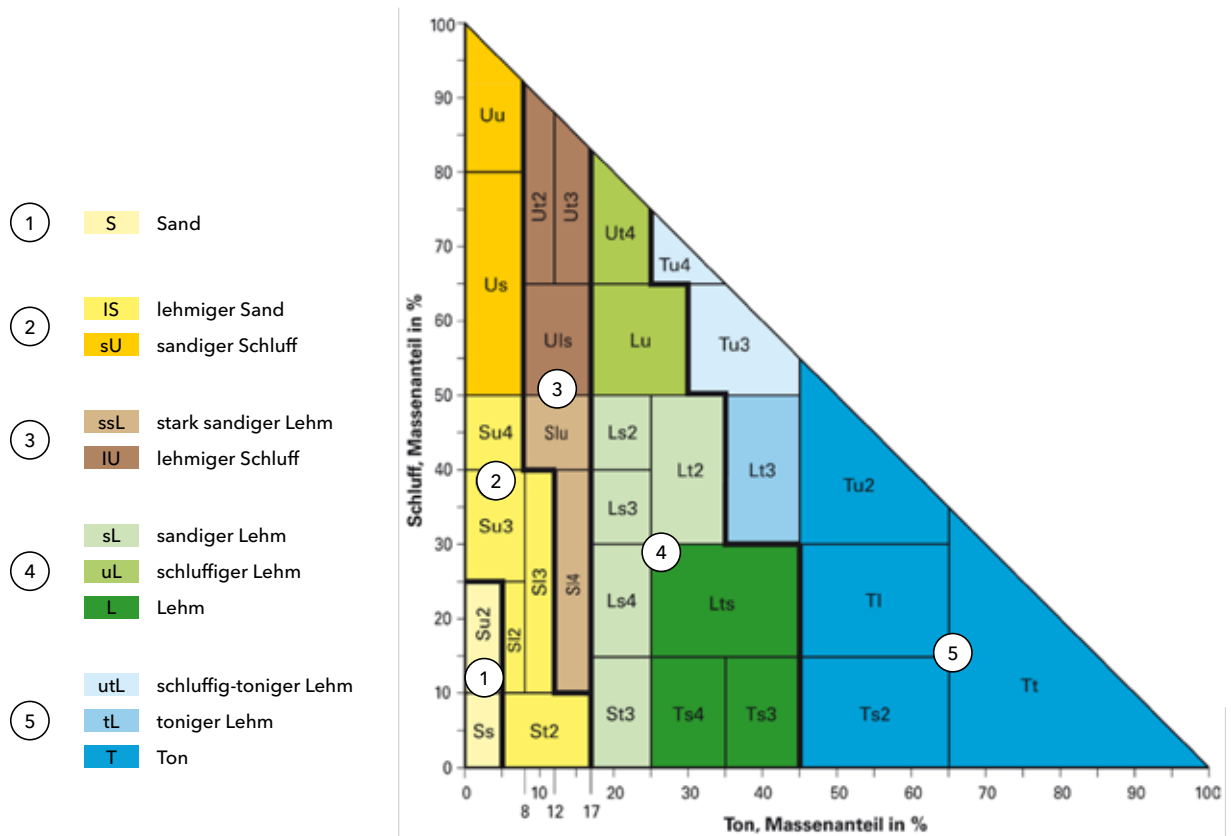 1
S Sand
2
lS lehmiger Sand
sU sandiger Schluff
3
ssL stark sandiger Lehm
lU lehmiger Schluff
4
sL sandiger Lehm
uL schluffiger Lehm
L Lehm
5
utL schluffig-toniger Lehm
tL toniger Lehm
T Ton
Schluff, Massenanteil in %
100
90
80
70
60
50
40
30
20
10
0
Uu
Us
Ut2
Ut3
Ut4
Tu4
Uls
Lu
Tu3
3
Su4
Slu
Ls2
Lt2
Lt3
Tu2
2
Su3
Ls3
4
Sl3
Sl4
Su2
Sl2
Ls4
Lts
Tl
1
5
Ss
St2
St3
Ts4
Ts3
Ts2
Tt
0 10 20 30 40 50 60 70 80 90 100
8 12 17
Ton, Massenanteil in %